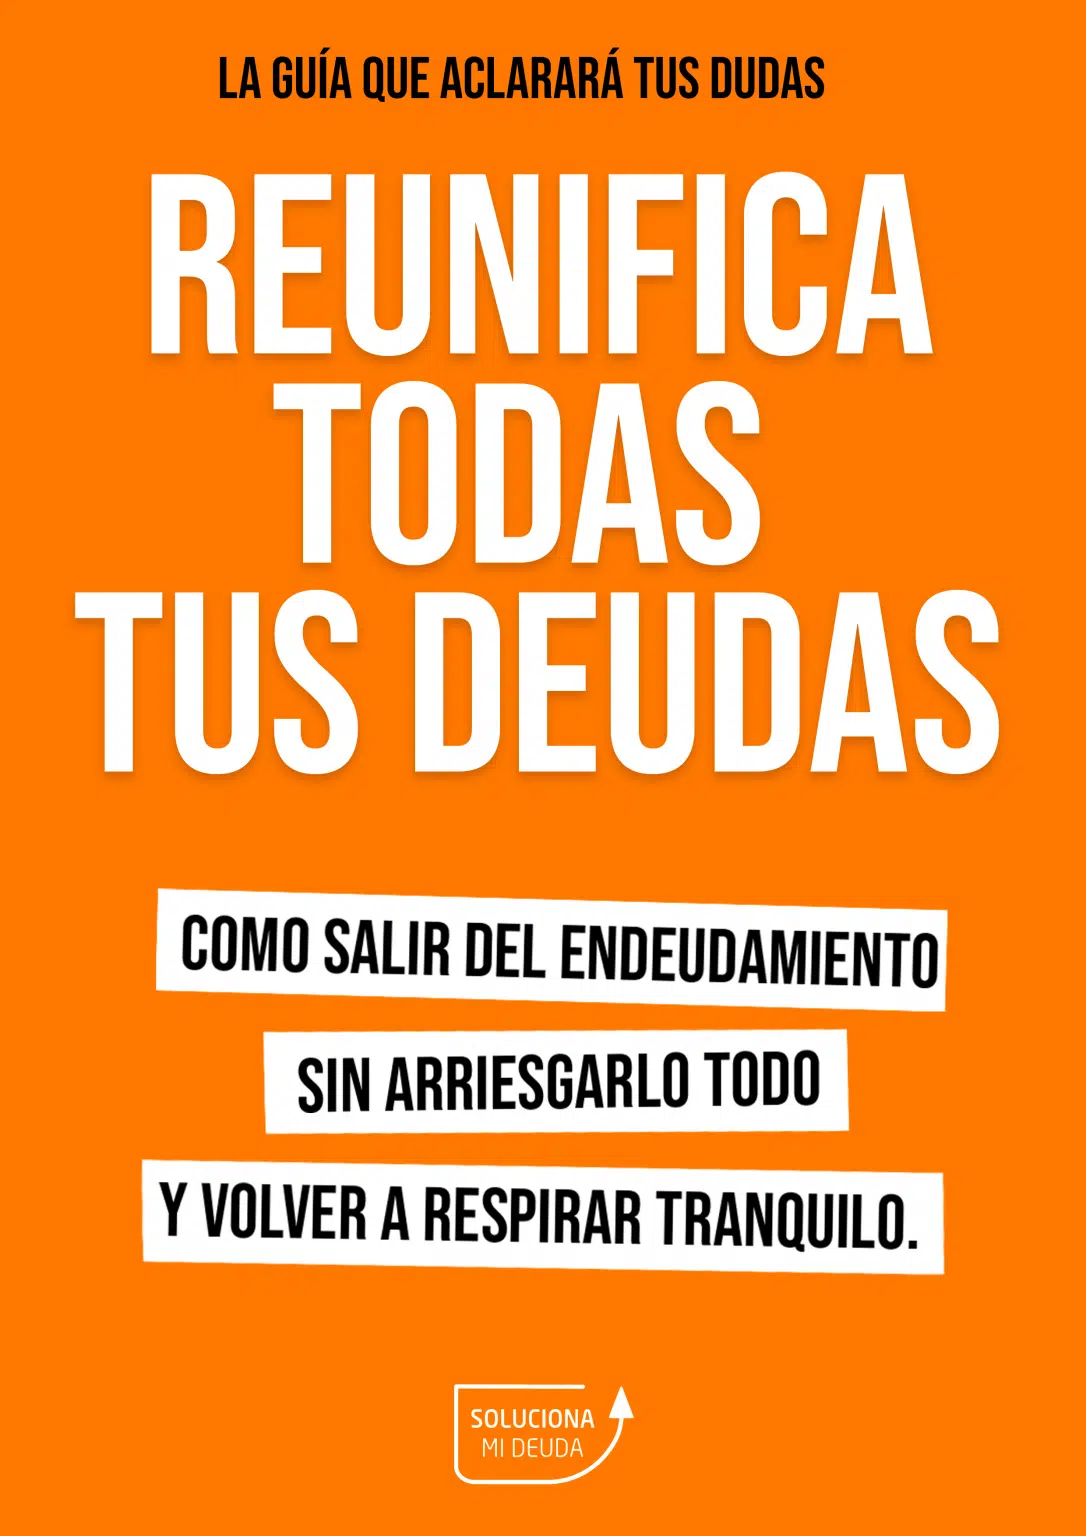 LA GUÍA QUE ACLARARÁ TUS DUDAS
REUNIFICA
TODAS
TUS DEUDAS
COMO SALIR DEL ENDEUDAMIENTO
SIN ARRIESGARLO TODO
Y VOLVER A RESPIRAR TRANQUILO.
SOLUCIONA
MI DEUDA